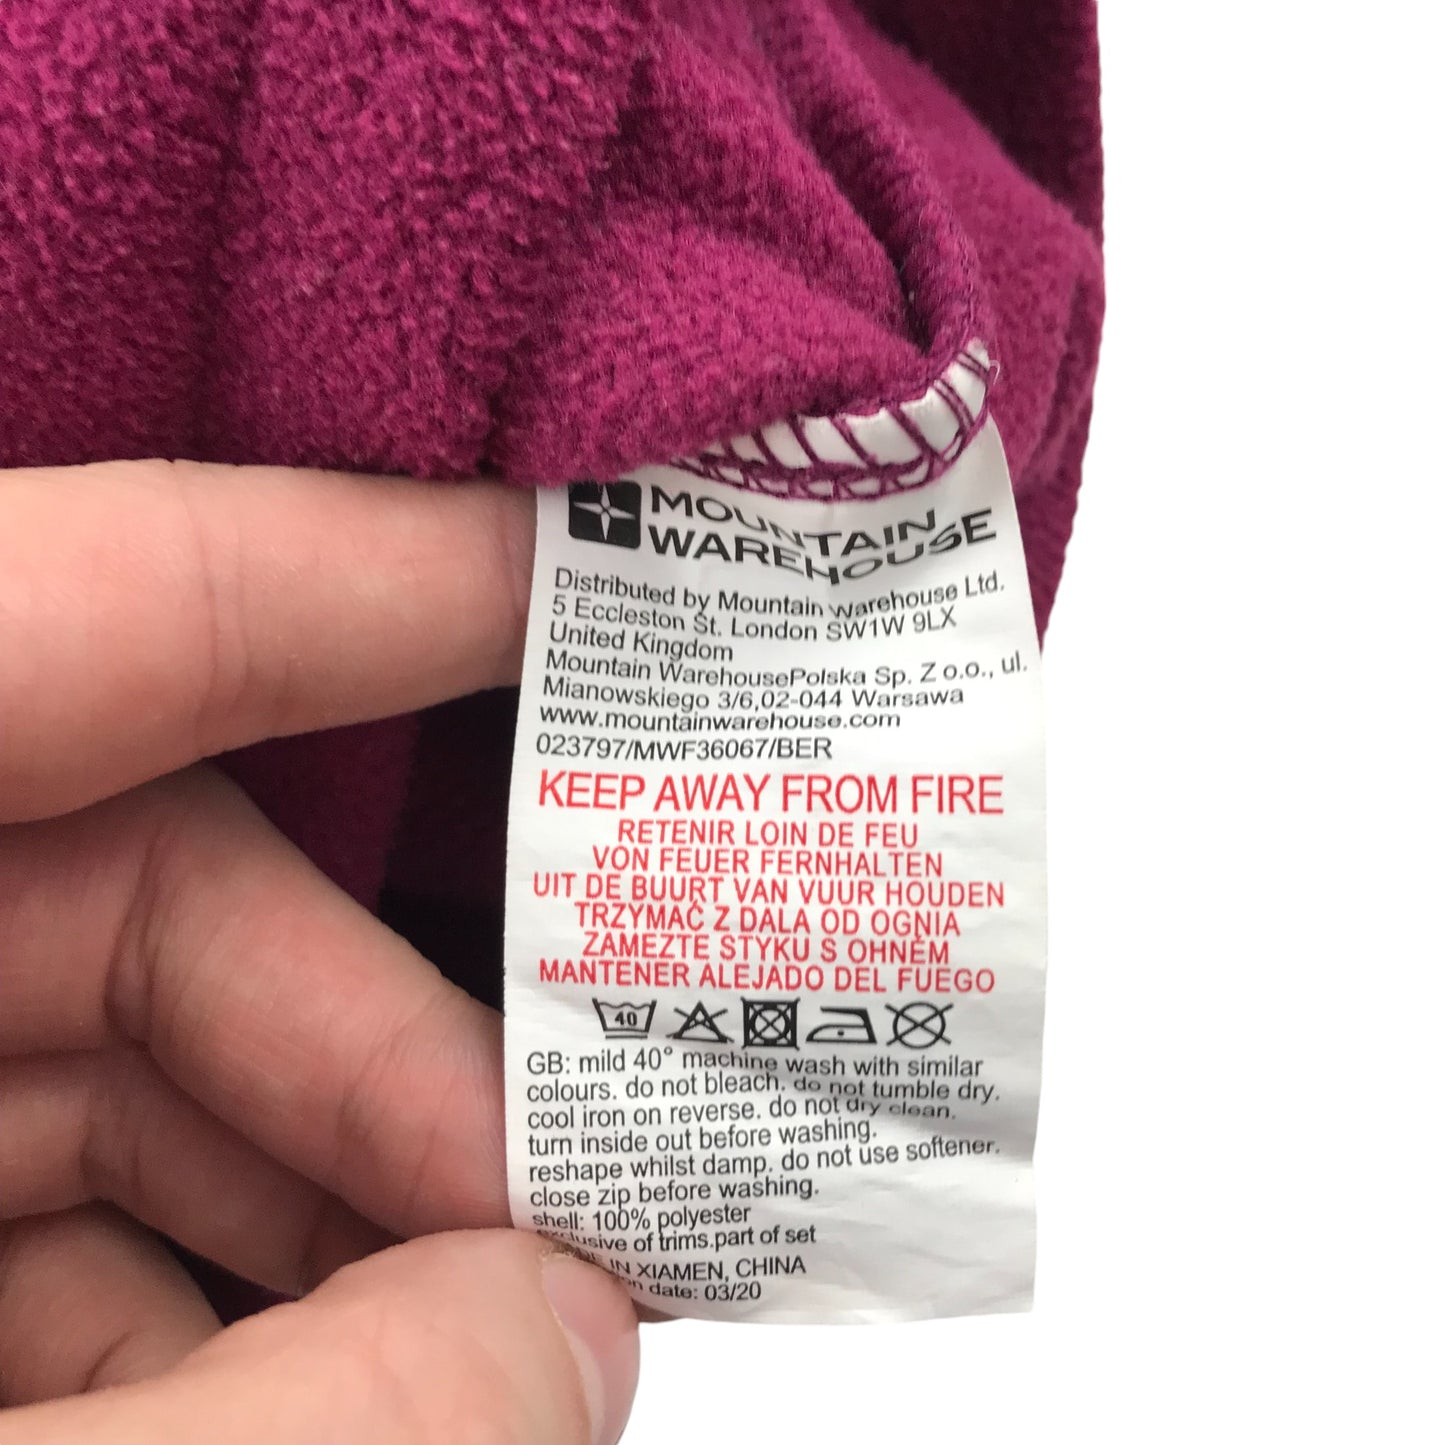 MOUNTAIN
WAREHOUSE
Distributed by Mountain Warehouse Ltd.
5 Eccleston St. London SW1W 9LX
United Kingdom
Mountain WarehousePolska Sp. Z o.o., ul.
Mianowskiego 3/6,02-044 Warsawa
www.mountainwarehouse.com
023797/MWF36067/BER
KEEP AWAY FROM FIRE
RETENIR LOIN DE FEU
VON FEUER FERNHALTEN
UIT DE BUURT VAN VUUR HOUDEN
TRZYMAĆ Z DALA OD OGNIA
ZAMEZTE STYKU S OHNĚM
MANTENER ALEJADO DEL FUEGO
40
GB: mild 40° machine wash with similar
colours. do not bleach. do not tumble dry.
cool iron on reverse. do not dry clean.
turn inside out before washing.
reshape whilst damp. do not use softener.
close zip before washing.
shell: 100% polyester
exclusive of trims.part of set
IN XIAMEN, CHINA
date: 03/20